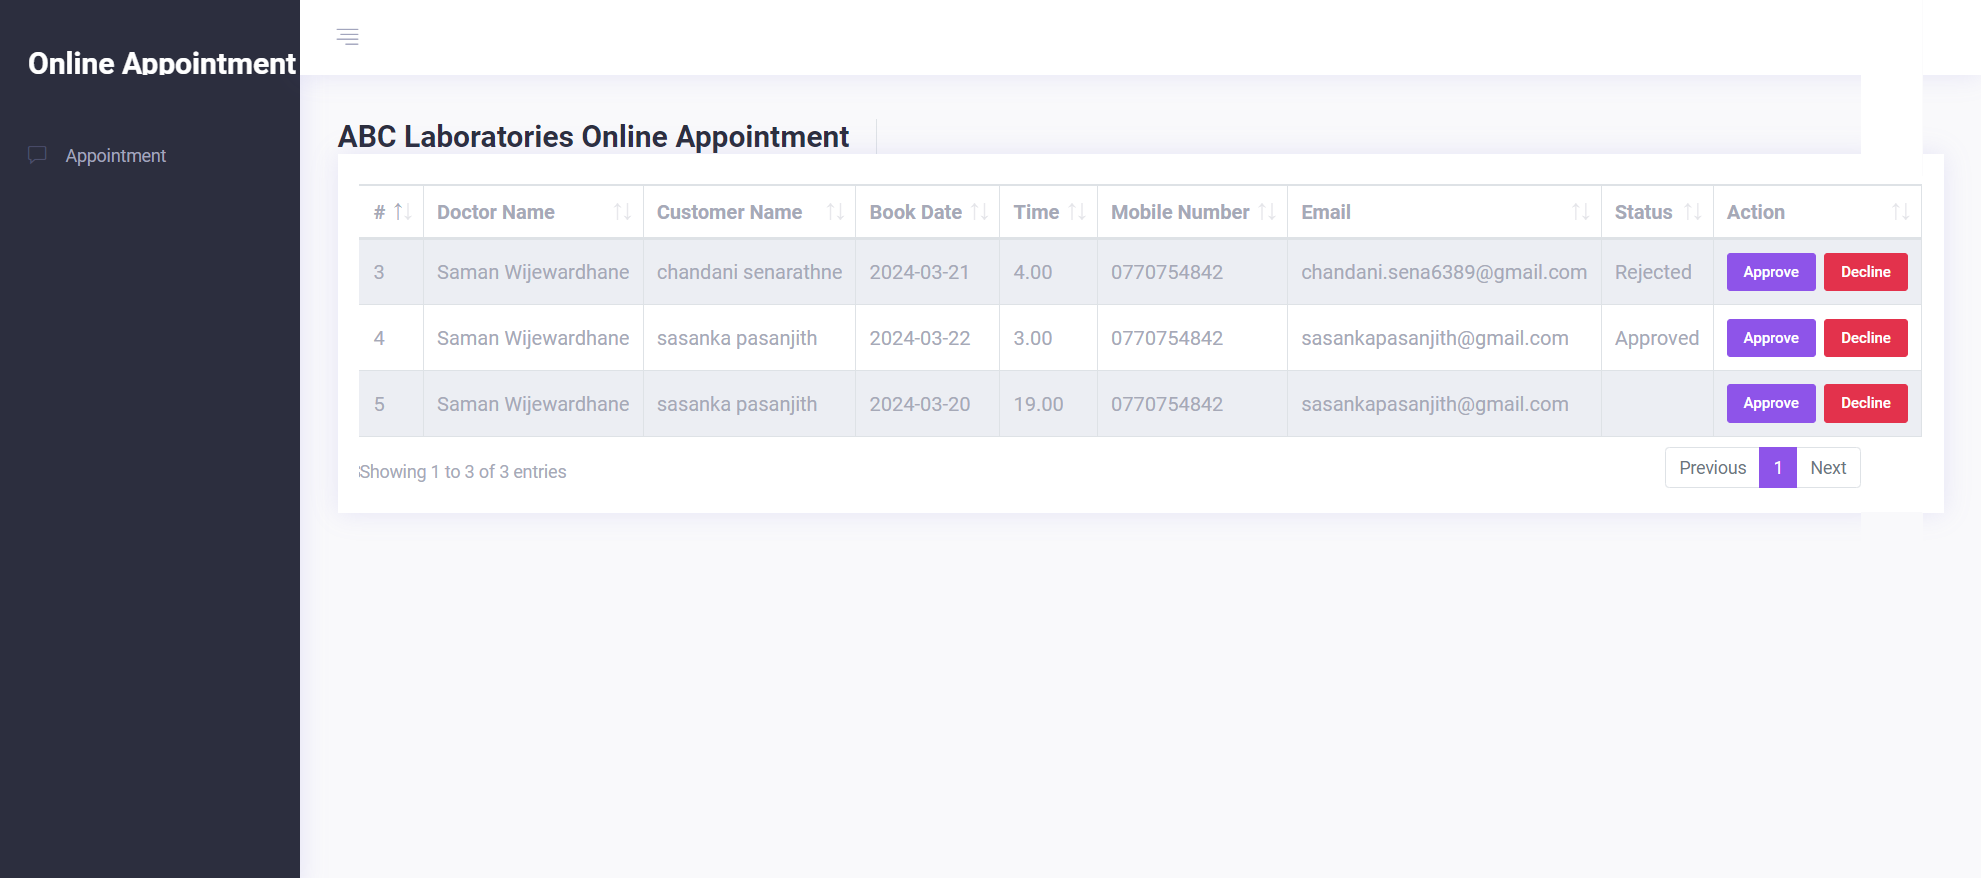 Online Appointment
Appointment
ABC Laboratories Online Appointment
# Doctor Name Customer Name Book Date Time Mobile Number Email Status Action
3 Saman Wijewardhane chandani senarathne 2024-03-21 4.00 0770754842 chandani.sena6389@gmail.com Rejected Approve Decline
4 Saman Wijewardhane sasanka pasanjith 2024-03-22 3.00 0770754842 sasankapasanjith@gmail.com Approved Approve Decline
5 Saman Wijewardhane sasanka pasanjith 2024-03-20 19.00 0770754842 sasankapasanjith@gmail.com Approve Decline
Showing 1 to 3 of 3 entries
Previous 1 Next